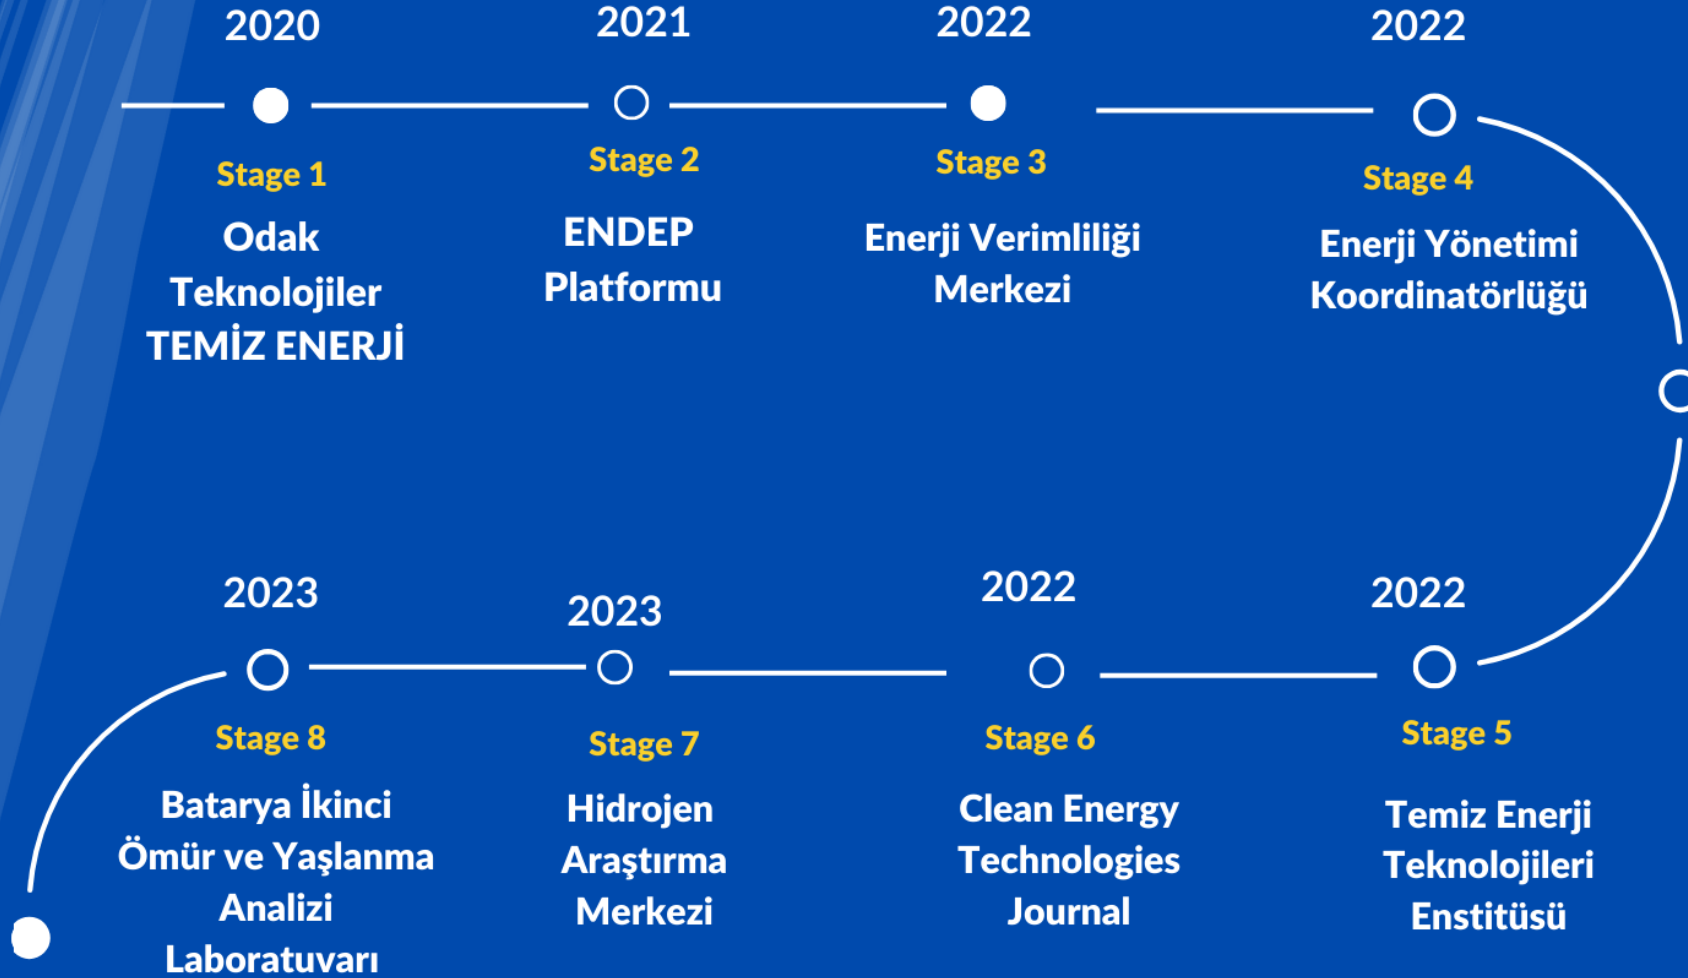 2020
Stage 1
Odak
Teknolojiler
TEMİZ ENERJİ
2021
Stage 2
ENDEP
Platformu
2022
Stage 3
Enerji Verimliliği
Merkezi
2022
Stage 4
Enerji Yönetimi
Koordinatörlüğü
2022
Stage 5
Temiz Enerji
Teknolojileri
Enstitüsü
2022
Stage 6
Clean Energy
Technologies
Journal
2023
Stage 7
Hidrojen
Araştırma
Merkezi
2023
Stage 8
Batarya İkinci
Ömür ve Yaşlanma
Analizi
Laboratuvarı